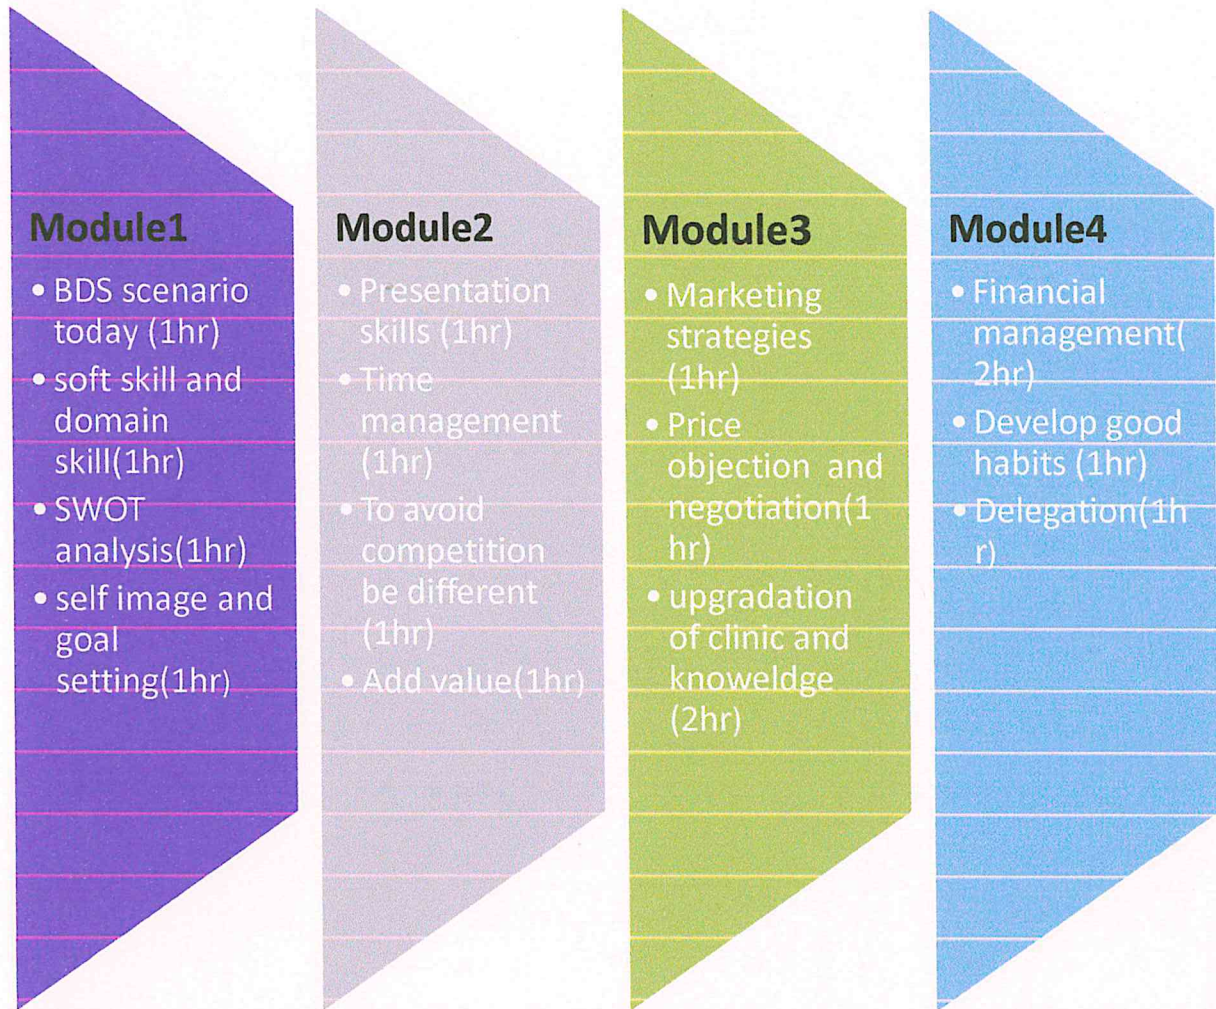 Module1
• BDS scenario
today (1hr)
• soft skill and
domain
skill(1hr)
• SWOT
analysis(1hr)
• self image and
goal
setting(1hr)
Module2
• Presentation
skills (1hr)
• Time
management
(1hr)
• To avoid
competition
be different
(1hr)
• Add value(1hr)
Module3
• Marketing
strategies
(1hr)
• Price
objection and
negotiation(1
hr)
• upgradation
of clinic and
knoweldge
(2hr)
Module4
• Financial
management(
2hr)
• Develop good
habits (1hr)
• Delegation(1h
r)